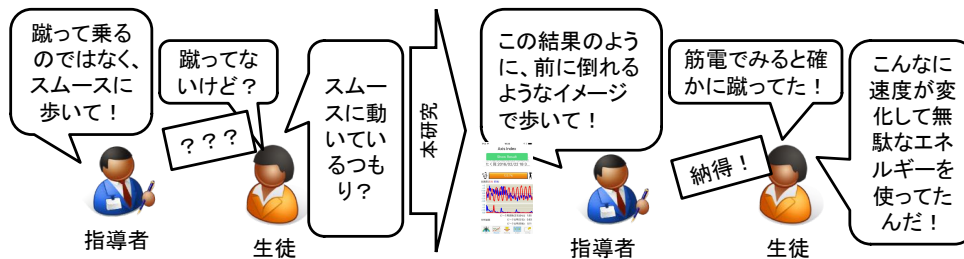 蹴って乗る
のではなく、
スムースに
歩いて！
蹴ってな
いけど？
？？？
スムー
スに動
いてい
るつも
り？
指導者
生徒
本研究
この結果のよう
に、前に倒れる
ようなイメージ
で歩いて！
Axis Index
指導者
筋電でみると確
かに蹴ってた！
納得！
こんなに
速度が変
化して無
駄なエネ
ルギーを
使ってた
んだ！
生徒